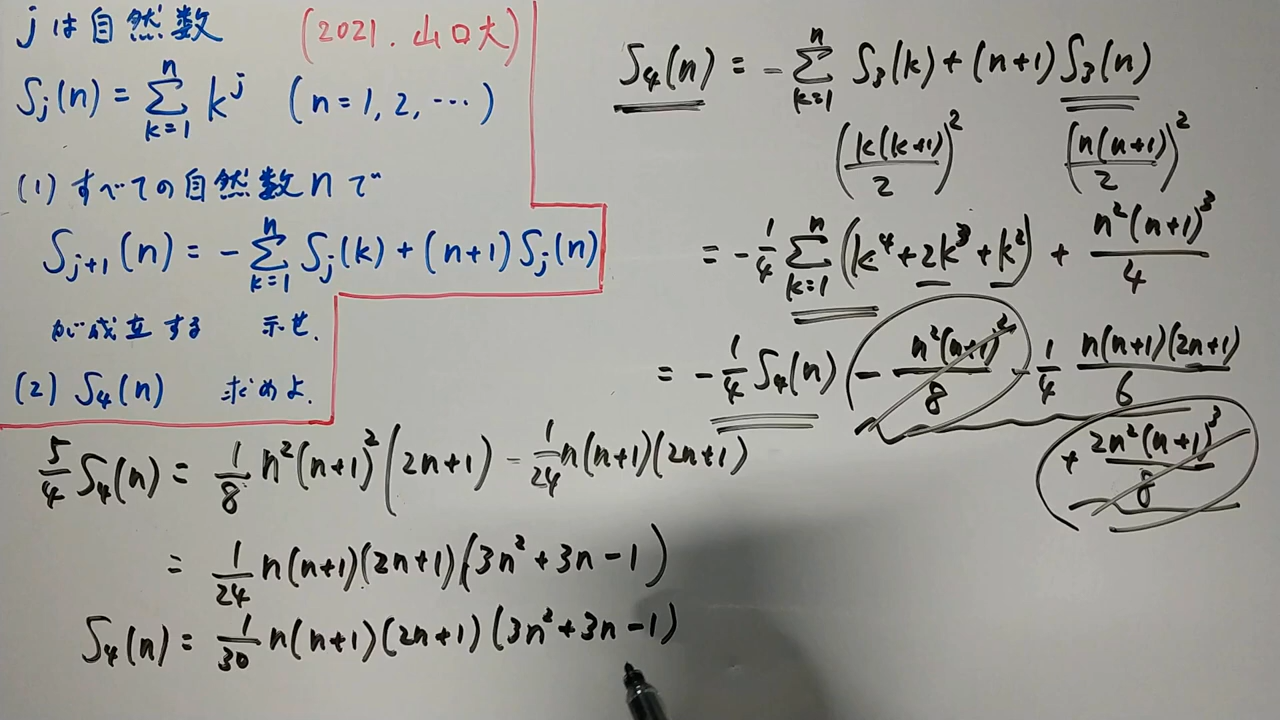 jは自然数 (2021. 山口大)
S_j(n) = Σ_{k=1}^{n} k^j (n=1, 2, …)
(1) すべての自然数nで
S_{j+1}(n) = -Σ_{k=1}^{n} S_j(k) + (n+1) S_j(n)
が成立する 示せ.
(2) S_4(n) 求めよ.
S_4(n) = -Σ_{k=1}^{n} S_3(k) + (n+1) S_3(n)
(k(k+1)/2)^2 (n(n+1)/2)^2
= -1/4 Σ_{k=1}^{n} (k^4 + 2k^3 + k^2) + n^2(n+1)^3/4
= -1/4 S_4(n) - n^2(n+1)^2/8 - 1/4 n(n+1)(2n+1)/6
+ 2n^2(n+1)^3/8
5/4 S_4(n) = 1/8 n^2(n+1)^2(2n+1) - 1/24 n(n+1)(2n+1)
= 1/24 n(n+1)(2n+1)(3n^2+3n-1)
S_4(n) = 1/30 n(n+1)(2n+1)(3n^2+3n-1)